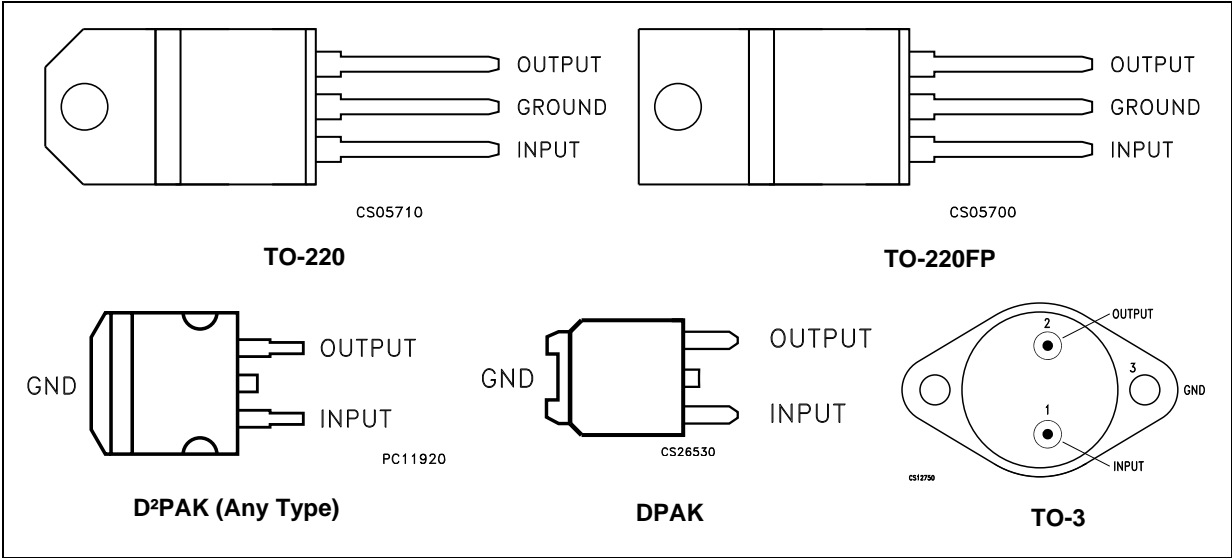 OUTPUT
GROUND
INPUT
CS05710
TO-220
OUTPUT
GROUND
INPUT
CS05700
TO-220FP
GND
OUTPUT
INPUT
PC11920
D²PAK (Any Type)
GND
OUTPUT
INPUT
CS26530
DPAK
2
OUTPUT
3
GND
1
INPUT
CS12750
TO-3